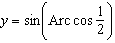 y = sin(Arc cos 1/2)